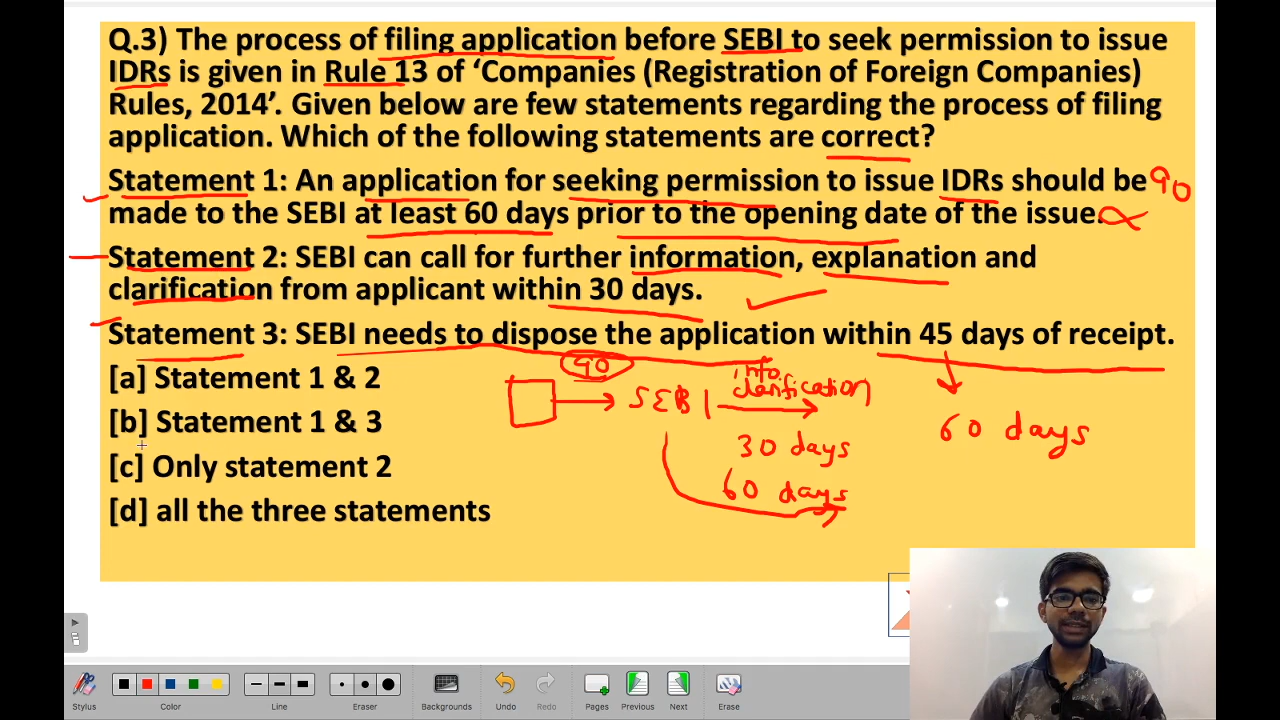 Q.3) The process of filing application before SEBI to seek permission to issue
IDRs is given in Rule 13 of ‘Companies (Registration of Foreign Companies)
Rules, 2014’. Given below are few statements regarding the process of filing
application. Which of the following statements are correct?
Statement 1: An application for seeking permission to issue IDRs should be 90
made to the SEBI at least 60 days prior to the opening date of the issue.
Statement 2: SEBI can call for further information, explanation and
clarification from applicant within 30 days.
Statement 3: SEBI needs to dispose the application within 45 days of receipt.
[a] Statement 1 & 2
90
info
clarification
SEBI
[b] Statement 1 & 3
30 days
60 days
[c] Only statement 2
60 days
[d] all the three statements
Stylus
Color
Line
Eraser
Backgrounds
Undo
Redo
Pages
Previous
Next
Erase